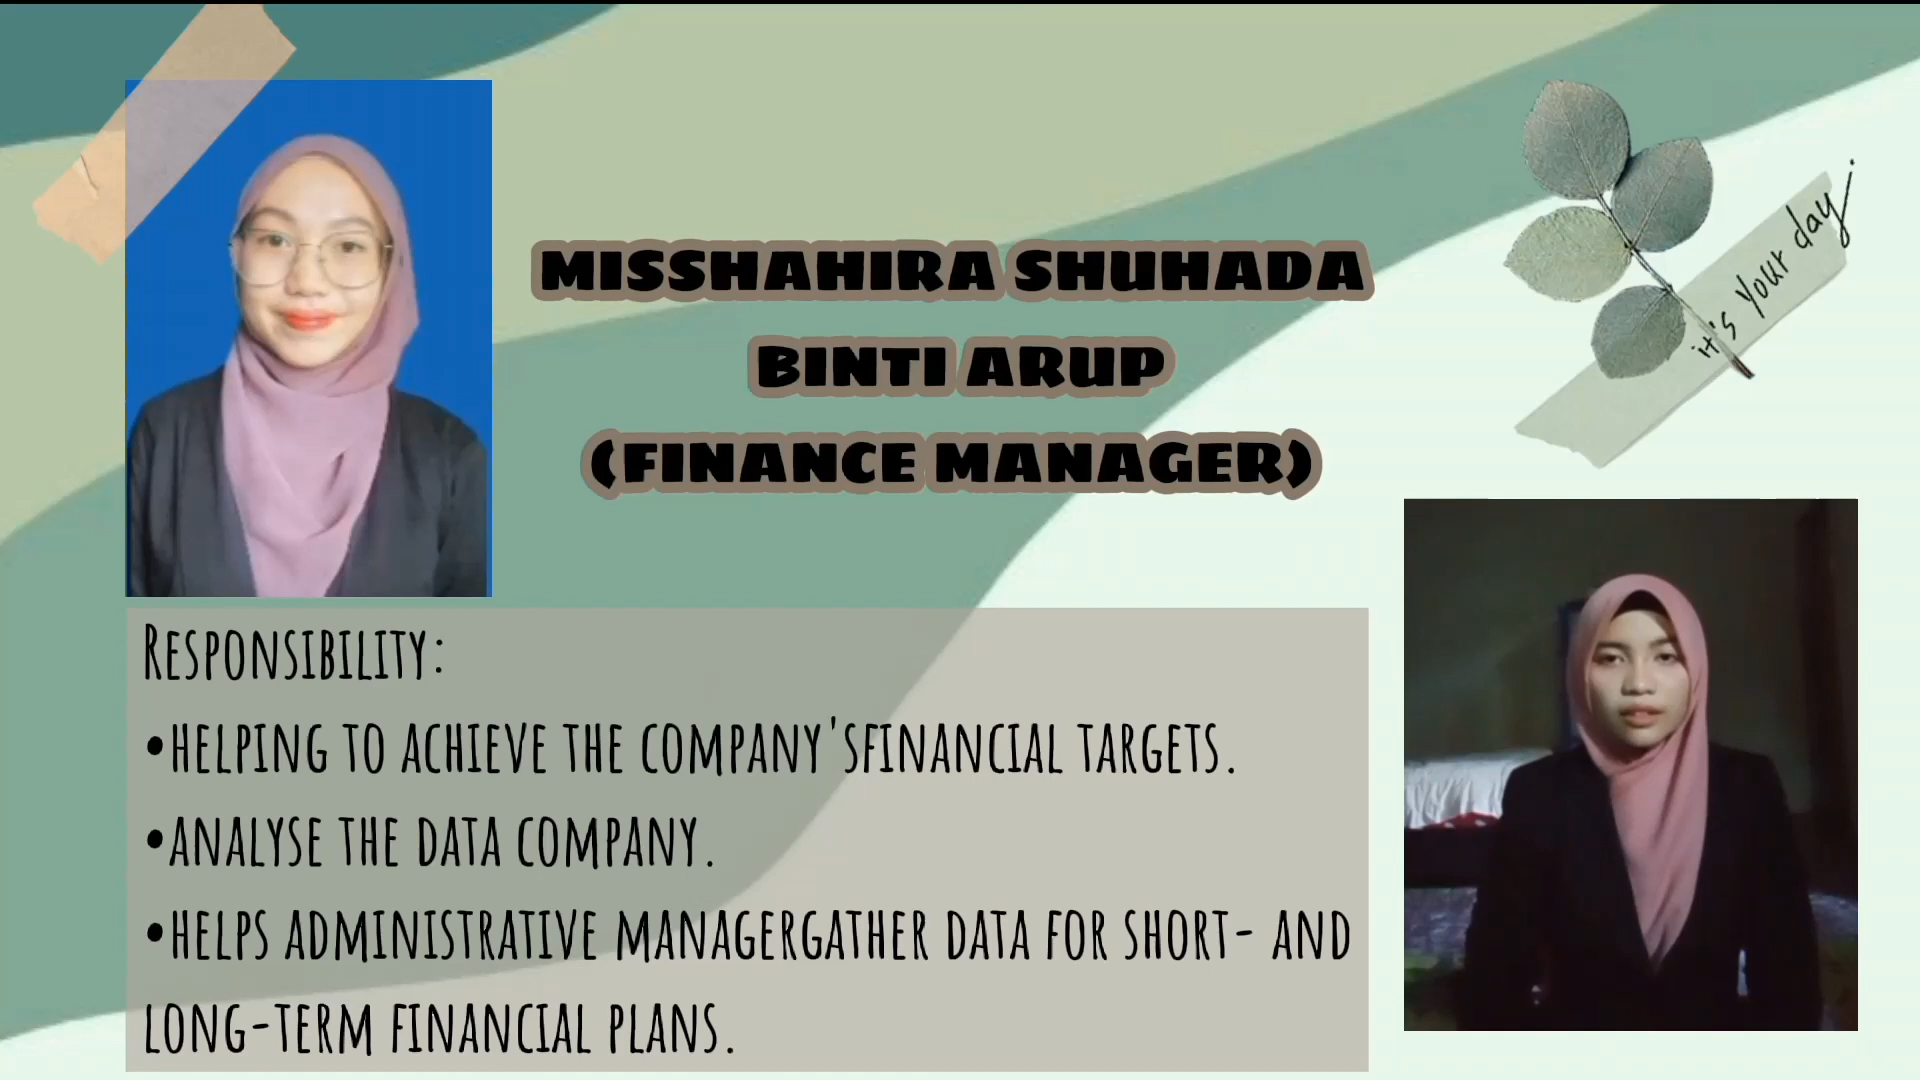 MISSHAHIRA SHUHADA
BINTI ARUP
(FINANCE MANAGER)
it's your day.
RESPONSIBILITY:
•HELPING TO ACHIEVE THE COMPANY'SFINANCIAL TARGETS.
•ANALYSE THE DATA COMPANY.
•HELPS ADMINISTRATIVE MANAGERGATHER DATA FOR SHORT- AND
LONG-TERM FINANCIAL PLANS.